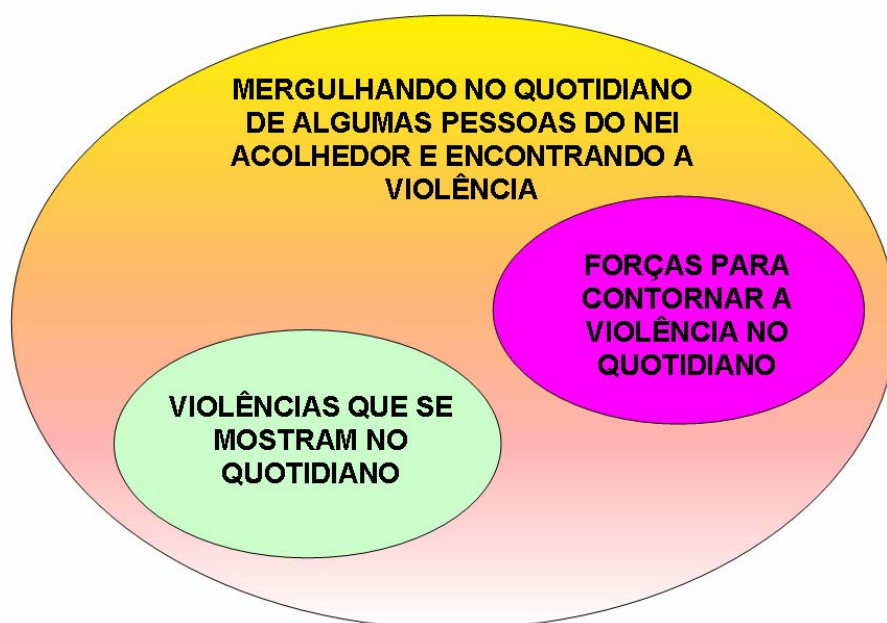 MERGULHANDO NO QUOTIDIANO
DE ALGUMAS PESSOAS DO NEI
ACOLHEDOR E ENCONTRANDO A
VIOLÊNCIA
FORÇAS PARA
CONTORNAR A
VIOLÊNCIA NO
QUOTIDIANO
VIOLÊNCIAS QUE SE
MOSTRAM NO
QUOTIDIANO